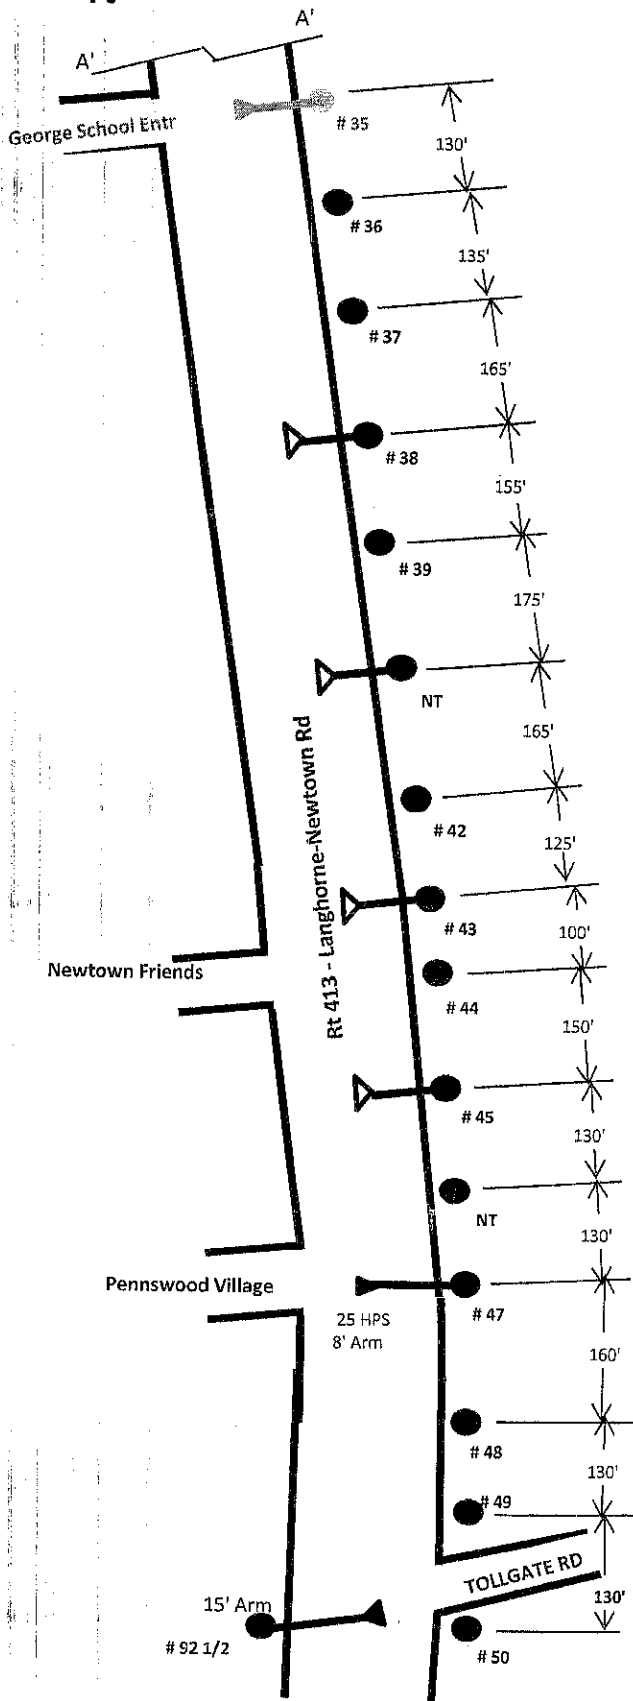 A'
A'
George School Entr
# 35
130'
# 36
135'
# 37
165'
# 38
155'
# 39
175'
NT
165'
Rt 413 - Langhorne-Newtown Rd
# 42
125'
# 43
100'
Newtown Friends
# 44
150'
# 45
130'
NT
130'
Pennswood Village
# 47
25 HPS
8' Arm
160'
# 48
130'
# 49
TOLLGATE RD
130'
15' Arm
# 92 1/2
# 50